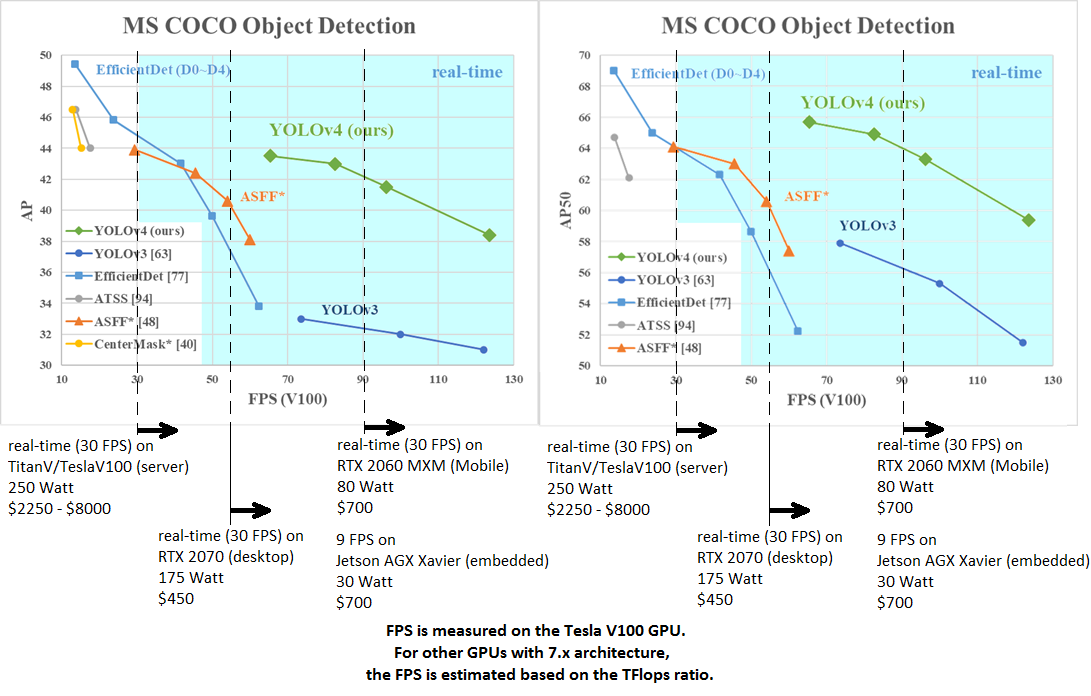 MS COCO Object Detection
50
48
46
44
42
40
38
36
34
32
30
AP
EfficientDet (D0~D4)
real-time
YOLOv4 (ours)
ASFF*
YOLOv3
YOLOv4 (ours)
YOLOv3 [63]
EfficientDet [77]
ATSS [94]
ASFF* [48]
CenterMask* [40]
10 30 50 70 90 110 130
FPS (V100)
real-time (30 FPS) on
TitanV/TeslaV100 (server)
250 Watt
$2250 - $8000
real-time (30 FPS) on
RTX 2070 (desktop)
175 Watt
$450
real-time (30 FPS) on
RTX 2060 MXM (Mobile)
80 Watt
$700
9 FPS on
Jetson AGX Xavier (embedded)
30 Watt
$700
MS COCO Object Detection
70
68
66
64
62
60
58
56
54
52
50
AP50
EfficientDet (D0~D4)
real-time
YOLOv4 (ours)
ASFF*
YOLOv3
YOLOv4 (ours)
YOLOv3 [63]
EfficientDet [77]
ATSS [94]
ASFF* [48]
10 30 50 70 90 110 130
FPS (V100)
real-time (30 FPS) on
TitanV/TeslaV100 (server)
250 Watt
$2250 - $8000
real-time (30 FPS) on
RTX 2070 (desktop)
175 Watt
$450
real-time (30 FPS) on
RTX 2060 MXM (Mobile)
80 Watt
$700
9 FPS on
Jetson AGX Xavier (embedded)
30 Watt
$700
FPS is measured on the Tesla V100 GPU.
For other GPUs with 7.x architecture,
the FPS is estimated based on the TFlops ratio.